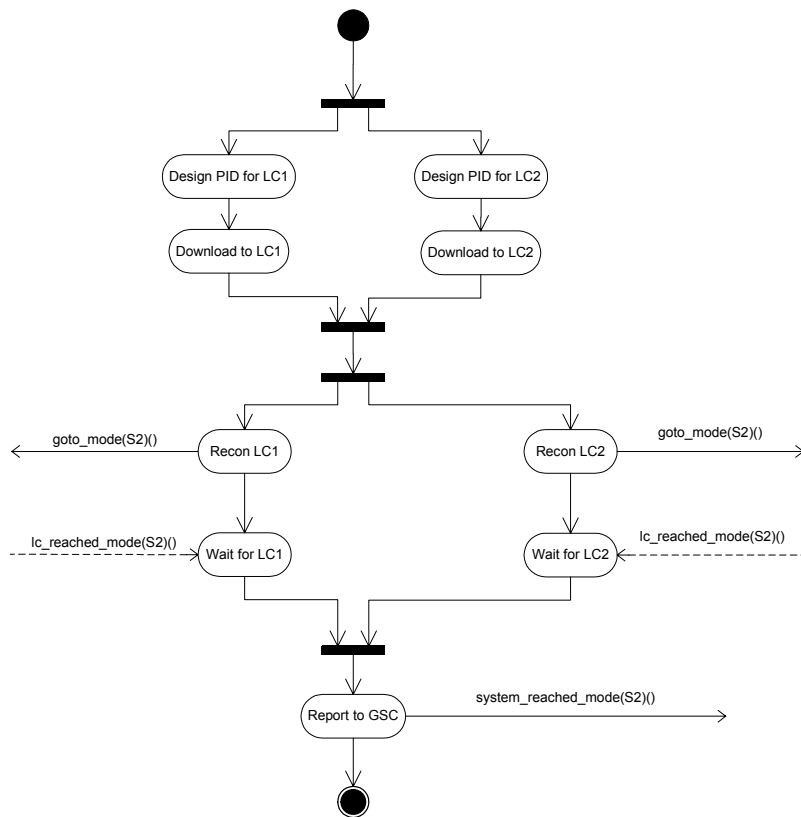 Design PID for LC1
Design PID for LC2
Download to LC1
Download to LC2
goto_mode(S2)()
Recon LC1
Recon LC2
goto_mode(S2)()
lc_reached_mode(S2)()
Wait for LC1
Wait for LC2
lc_reached_mode(S2)()
Report to GSC
system_reached_mode(S2)()